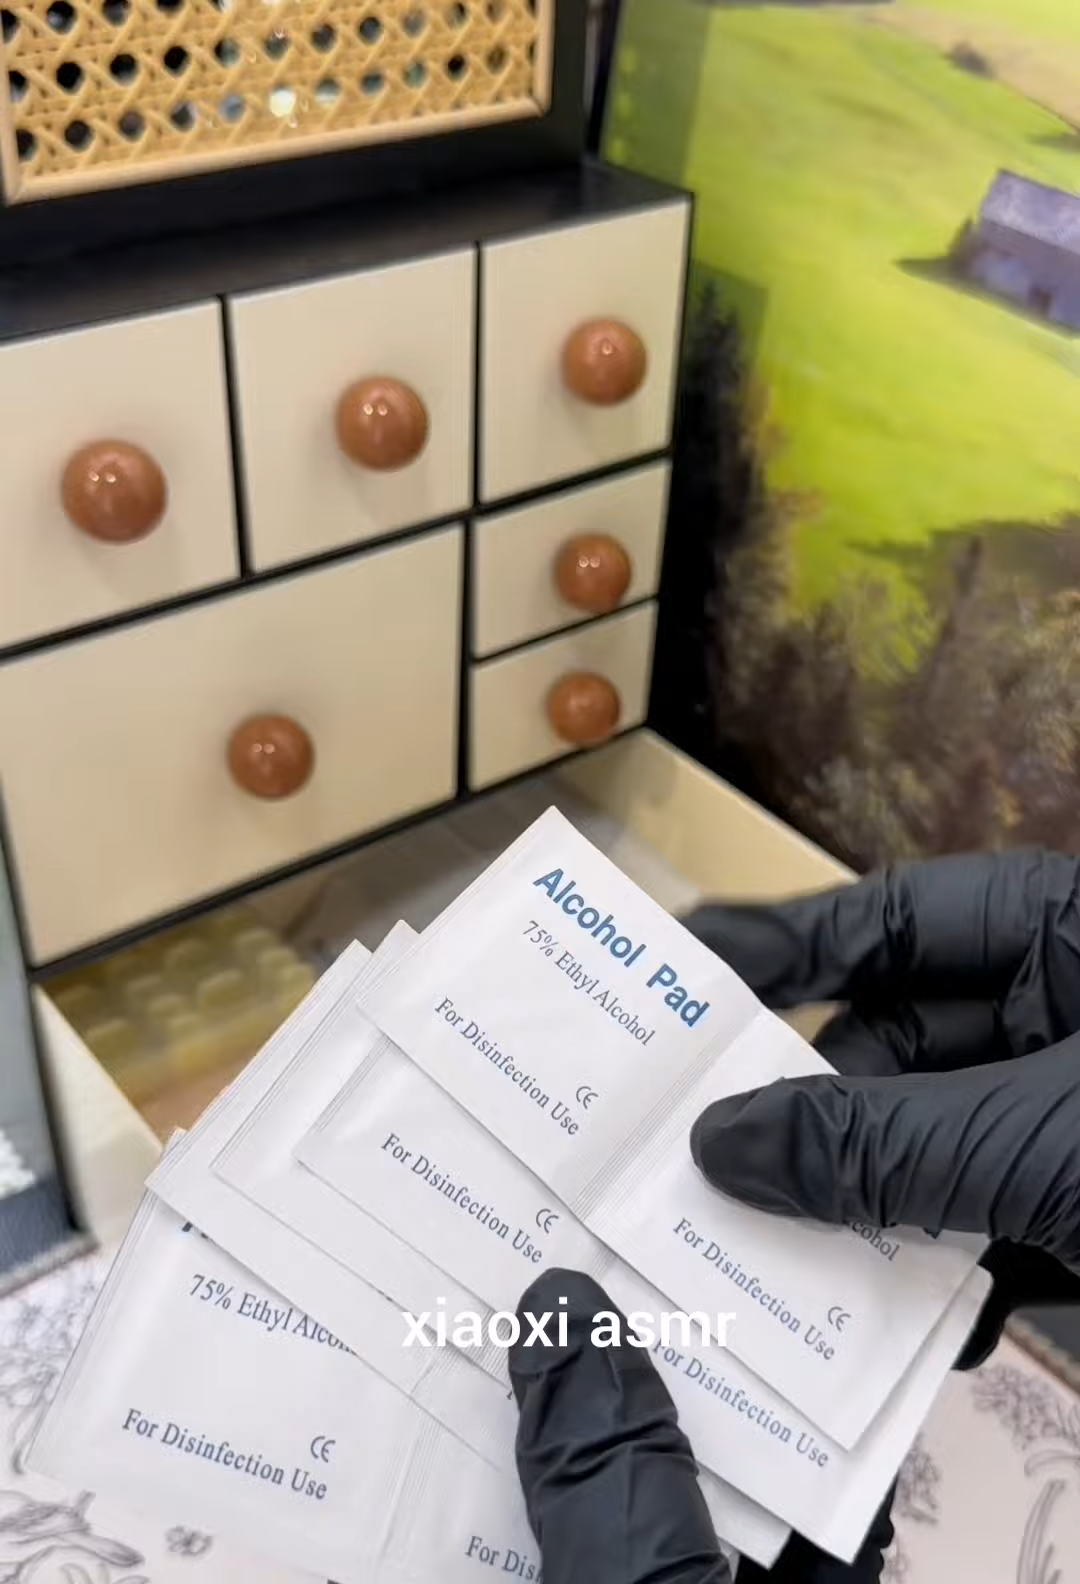 Alcohol Pad
75% Ethyl Alcohol
For Disinfection Use
CE
For Disinfection Use
CE
cohol
For Disinfection Use
CE
xiaoxi asmr
For Disinfection Use
75% Ethyl Alcoh
For Disinfection Use
CE
For Dis